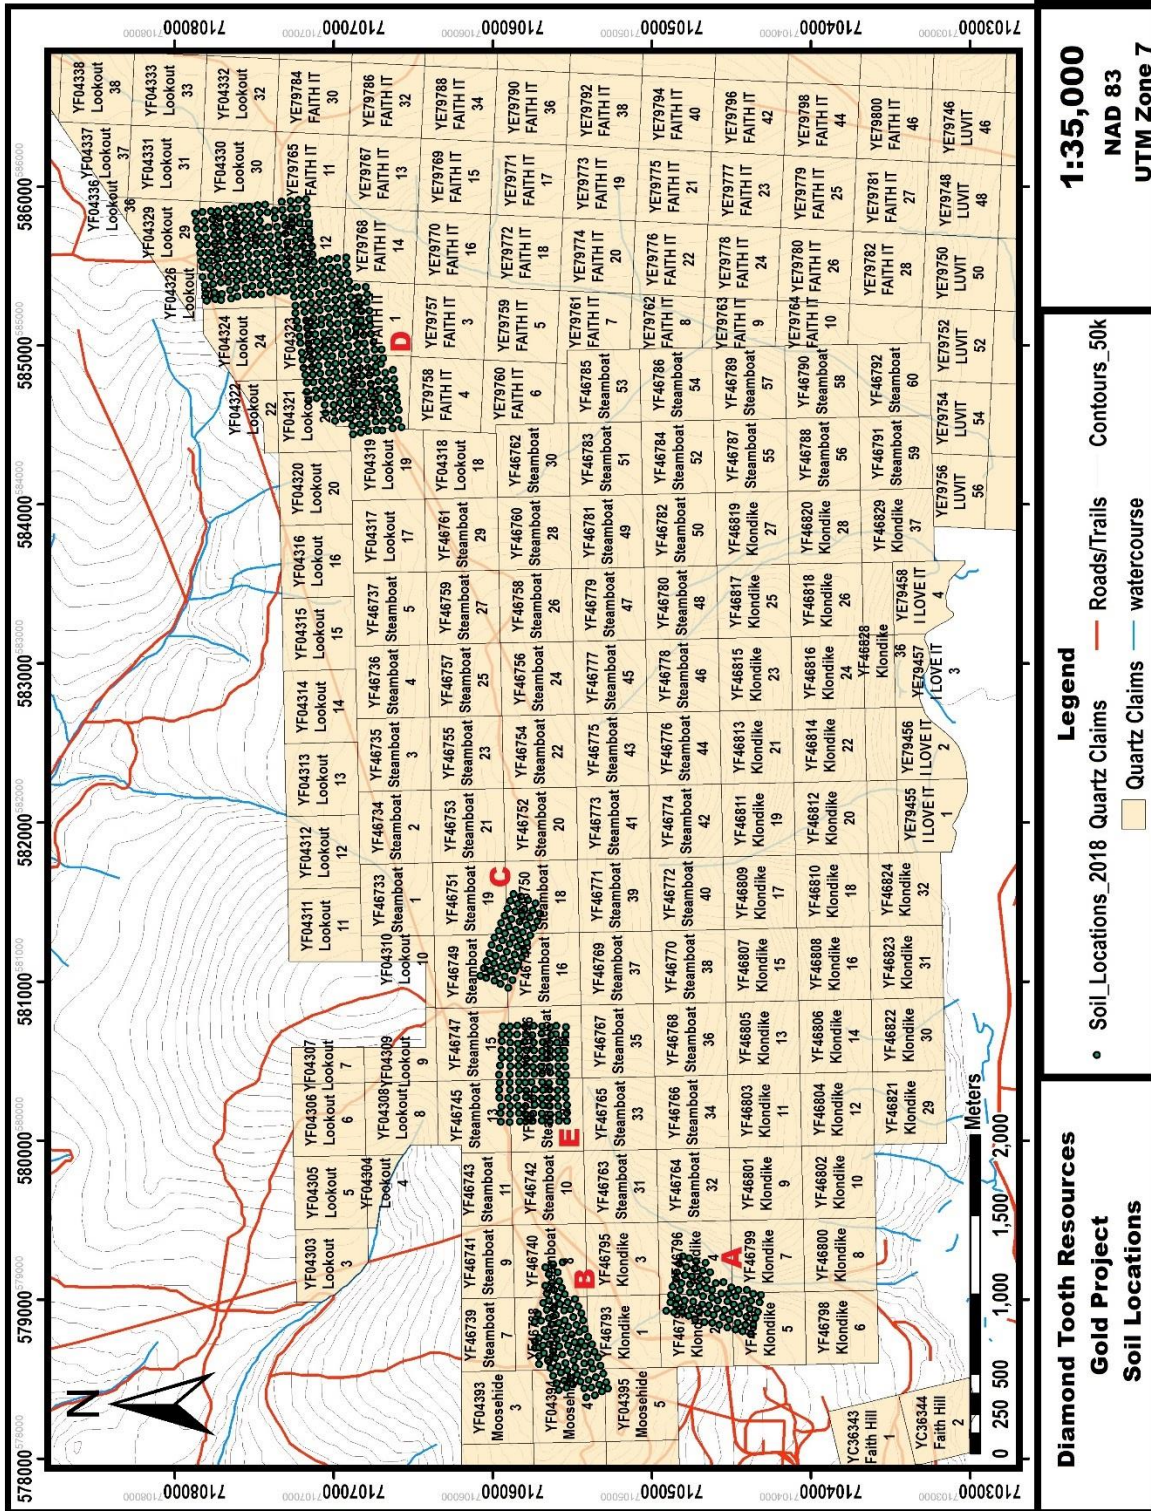 578000 579000 580000 581000 582000 583000 584000 585000 586000
7108000
7107000
7106000
7105000
7104000
7103000
N
YF04338
Lookout
38
YF04337
Lookout
37
YF04336
Lookout
36
YF04333
Lookout
33
YF04331
Lookout
31
YF04329
Lookout
29
YF04326
Lookout
YF04332
Lookout
32
YF04330
Lookout
30
YF04324
Lookout
24
YF04322
Lookout
22
YF04303
Lookout
3
YF04305
Lookout
5
YF04306
Lookout
6
YF04307
Lookout
7
YF04311
Lookout
11
YF04312
Lookout
12
YF04313
Lookout
13
YF04314
Lookout
14
YF04315
Lookout
15
YF04316
Lookout
16
YF04320
Lookout
20
YF04321
Lookout
YF04323
12
YE79765
FAITH IT
11
YE79784
FAITH IT
30
YF04304
Lookout
4
YF04308
Lookout
8
YF04309
Lookout
9
YF04310
Lookout
10
YF46733
Steamboat
1
YF46734
Steamboat
2
YF46735
Steamboat
3
YF46736
Steamboat
4
YF46737
Steamboat
5
YF04317
Lookout
17
YF04319
Lookout
19
FAITH IT
1
D
YE79768
FAITH IT
14
YE79767
FAITH IT
13
YE79786
FAITH IT
32
YF04393
Moosehide
3
YF46739
Steamboat
7
YF46741
Steamboat
9
YF46743
Steamboat
11
YF46745
Steamboat
13
YF46747
Steamboat
15
YF46749
Steamboat
YF46751
Steamboat
19
C
YF46753
Steamboat
21
YF46755
Steamboat
23
YF46757
Steamboat
25
YF46759
Steamboat
27
YF46761
Steamboat
29
YF04318
Lookout
18
YE79758
FAITH IT
4
YE79757
FAITH IT
3
YE79770
FAITH IT
16
YE79769
FAITH IT
15
YE79788
FAITH IT
34
Moosehide
4
B
YF46740
Steamboat
8
YF46742
Steamboat
10
E
Steamboat
16
Steamboat
18
YF46752
Steamboat
20
YF46754
Steamboat
22
YF46756
Steamboat
24
YF46758
Steamboat
26
YF46760
Steamboat
28
YF46762
Steamboat
30
YE79760
FAITH IT
6
YE79759
FAITH IT
5
YE79772
FAITH IT
18
YE79771
FAITH IT
17
YE79790
FAITH IT
36
YF04395
Moosehide
5
YF46793
Klondike
1
YF46795
Klondike
3
YF46763
Steamboat
31
YF46765
Steamboat
33
YF46767
Steamboat
35
YF46769
Steamboat
37
YF46771
Steamboat
39
YF46773
Steamboat
41
YF46775
Steamboat
43
YF46777
Steamboat
45
YF46779
Steamboat
47
YF46781
Steamboat
49
YF46783
Steamboat
51
YF46785
Steamboat
53
YE79761
FAITH IT
7
YE79774
FAITH IT
20
YE79773
FAITH IT
19
YE79792
FAITH IT
38
YF46796
Klondike
4
A
YF46764
Steamboat
32
YF46766
Steamboat
34
YF46768
Steamboat
36
YF46770
Steamboat
38
YF46772
Steamboat
40
YF46774
Steamboat
42
YF46776
Steamboat
44
YF46778
Steamboat
46
YF46780
Steamboat
48
YF46782
Steamboat
50
YF46784
Steamboat
52
YF46786
Steamboat
54
YE79762
FAITH IT
8
YE79776
FAITH IT
22
YE79775
FAITH IT
21
YE79794
FAITH IT
40
Klondike
5
YF46799
Klondike
7
YF46801
Klondike
9
YF46803
Klondike
11
YF46805
Klondike
13
YF46807
Klondike
15
YF46809
Klondike
17
YF46811
Klondike
19
YF46813
Klondike
21
YF46815
Klondike
23
YF46817
Klondike
25
YF46819
Klondike
27
YF46787
Steamboat
55
YF46789
Steamboat
57
YE79763
FAITH IT
9
YE79778
FAITH IT
24
YE79777
FAITH IT
23
YE79796
FAITH IT
42
YF46798
Klondike
6
YF46800
Klondike
8
YF46802
Klondike
10
YF46804
Klondike
12
YF46806
Klondike
14
YF46808
Klondike
16
YF46810
Klondike
18
YF46812
Klondike
20
YF46814
Klondike
22
YF46816
Klondike
24
YF46818
Klondike
26
YF46820
Klondike
28
YF46788
Steamboat
56
YF46790
Steamboat
58
YE79764
FAITH IT
10
YE79780
FAITH IT
26
YE79779
FAITH IT
25
YE79798
FAITH IT
44
YC36343
Faith Hill
1
YF46821
Klondike
29
YF46822
Klondike
30
YF46823
Klondike
31
YF46824
Klondike
32
YF46828
Klondike
36
YF46829
Klondike
37
YF46791
Steamboat
59
YF46792
Steamboat
60
YE79782
FAITH IT
28
YE79781
FAITH IT
27
YE79800
FAITH IT
46
YC36344
Faith Hill
2
YE79455
I LOVE IT
1
YE79456
I LOVE IT
2
YE79457
I LOVE IT
3
YE79458
I LOVE IT
4
YE79756
LUVIT
56
YE79754
LUVIT
54
YE79752
LUVIT
52
YE79750
LUVIT
50
YE79748
LUVIT
48
YE79746
LUVIT
46
Meters
0 250 500 1,000 1,500 2,000
Diamond Tooth Resources
Gold Project
Soil Locations
Legend
Soil_Locations_2018 Quartz Claims
Roads/Trails
Contours_50k
Quartz Claims
watercourse
1:35,000
NAD 83
UTM Zone 7